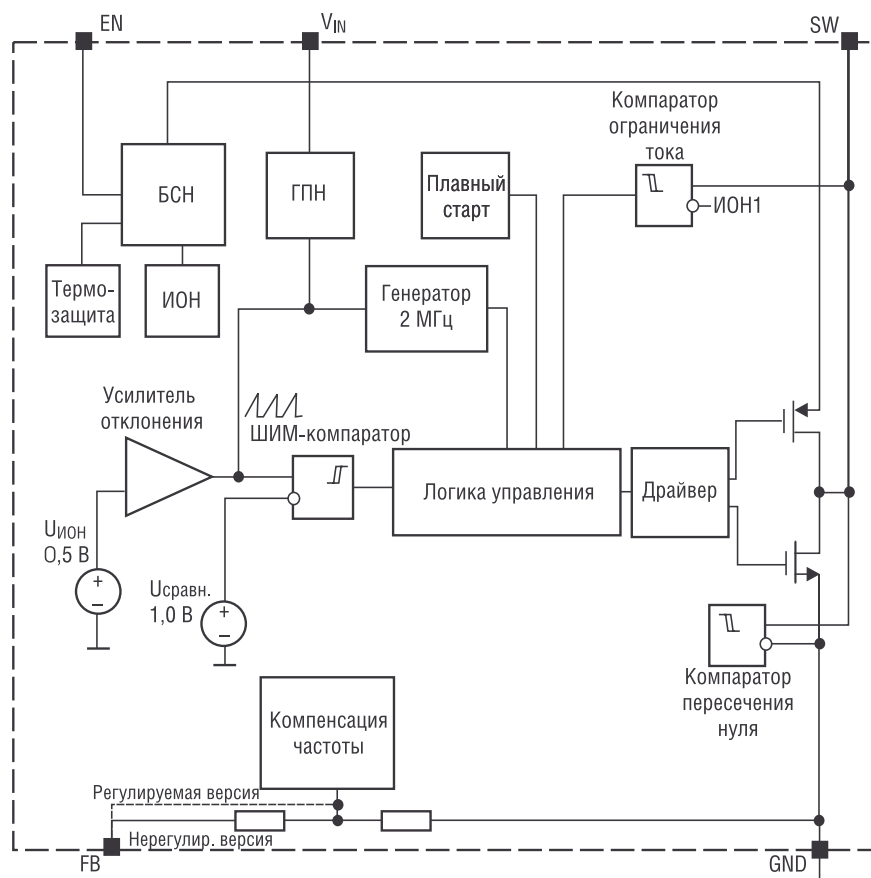 EN
VIN
SW
Компаратор
ограничения
тока
БСН
ГПН
Плавный
старт
ИОН1
Термо-
защита
ИОН
Генератор
2 МГц
Усилитель
отклонения
ШИМ-компаратор
Логика управления
Драйвер
UИОН
0,5 В
+
–
Uсравн.
1,0 В
+
–
Компаратор
пересечения
нуля
Компенсация
частоты
Регулируемая версия
Нерегулир. версия
FB
GND